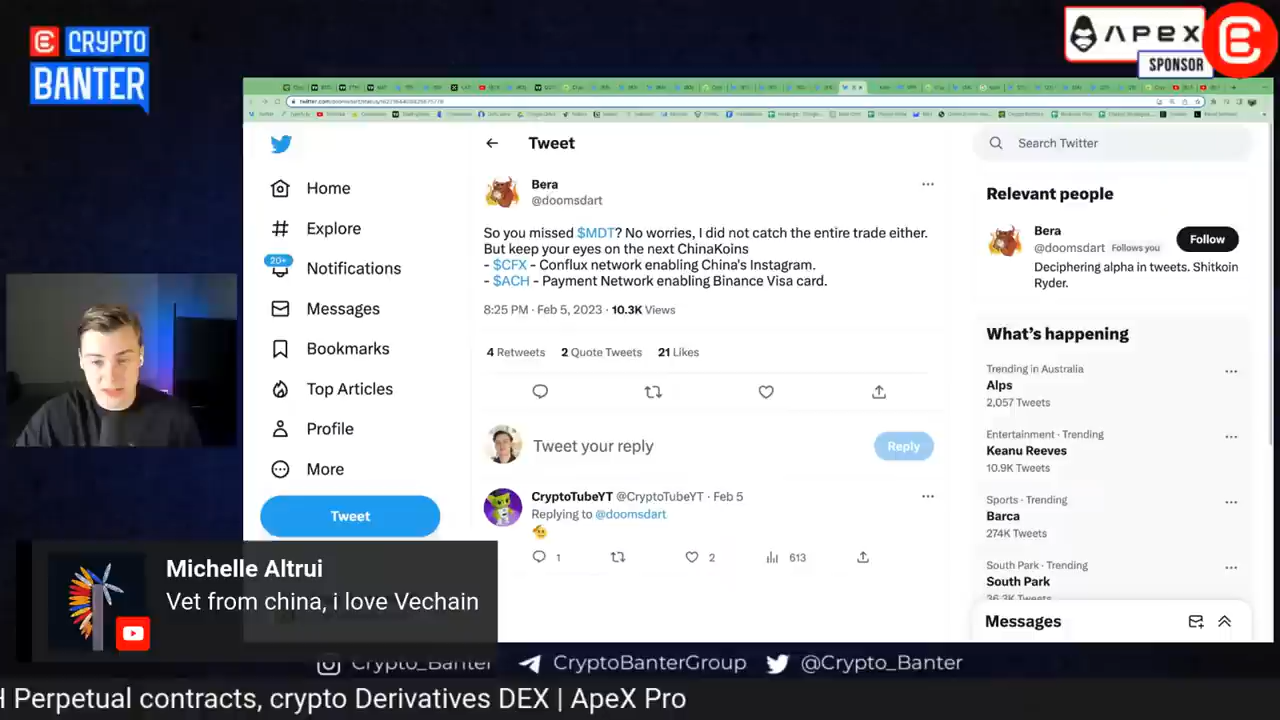 CRYPTO
BANTER
APEX
SPONSOR
Tweet
Search Twitter
Home
Explore
20+
Notifications
Messages
Bookmarks
Top Articles
Profile
More
Tweet
Bera
@doomsdart
So you missed $MDT? No worries, I did not catch the entire trade either.
But keep your eyes on the next ChinaKoins
- $CFX - Conflux network enabling China's Instagram.
- $ACH - Payment Network enabling Binance Visa card.
8:25 PM · Feb 5, 2023 · 10.3K Views
4 Retweets 2 Quote Tweets 21 Likes
Tweet your reply
Reply
CryptoTubeYT @CryptoTubeYT · Feb 5
Replying to @doomsdart
1 2 613
Relevant people
Bera
@doomsdart Follows you
Follow
Deciphering alpha in tweets. Shitkoin
Ryder.
What's happening
Trending in Australia
Alps
2,057 Tweets
Entertainment · Trending
Keanu Reeves
10.9K Tweets
Sports · Trending
Barca
274K Tweets
South Park · Trending
South Park
36.3K Tweets
Messages
Michelle Altrui
Vet from china, i love Vechain
Crypto_Banter CryptoBanterGroup @Crypto_Banter
Perpetual contracts, crypto Derivatives DEX | ApeX Pro